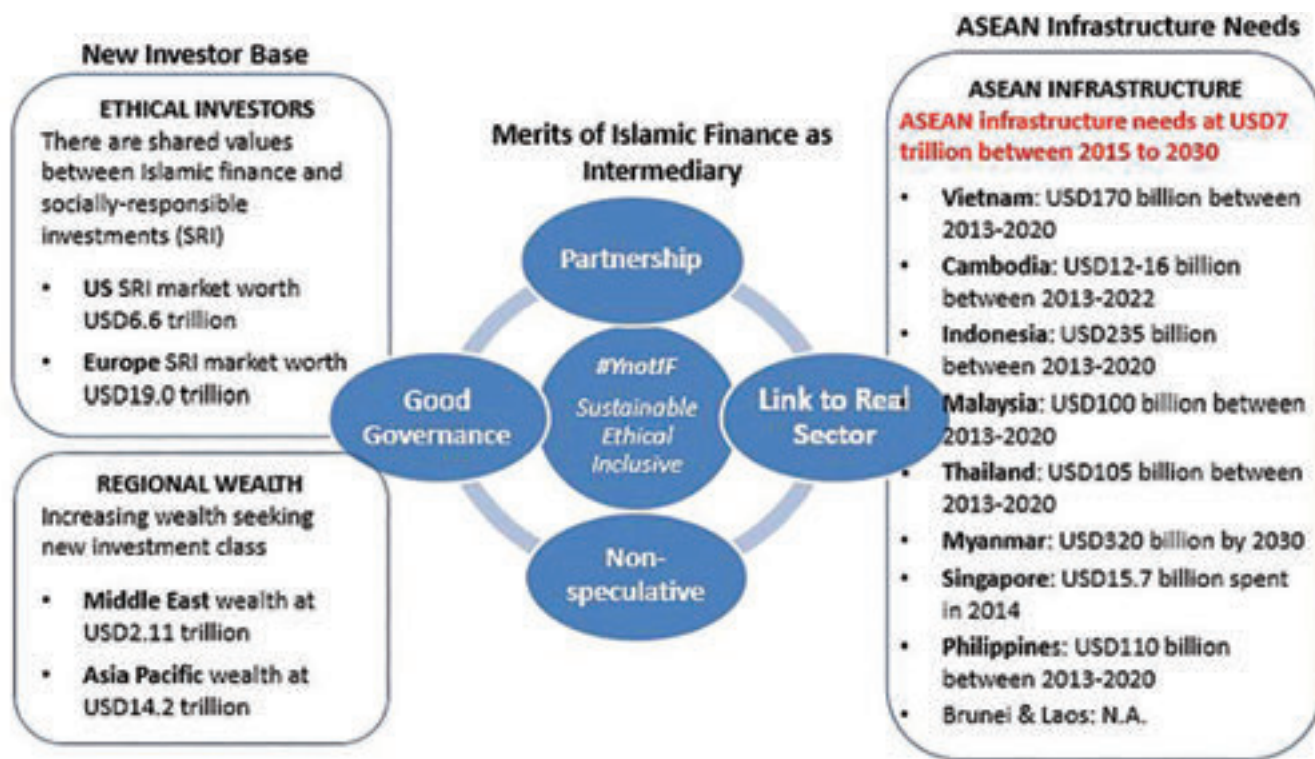 New Investor Base
ETHICAL INVESTORS
There are shared values
between Islamic finance and
socially-responsible
investments (SRI)
• US SRI market worth
USD6.6 trillion
• Europe SRI market worth
USD19.0 trillion
REGIONAL WEALTH
Increasing wealth seeking
new investment class
• Middle East wealth at
USD2.11 trillion
• Asia Pacific wealth at
USD14.2 trillion
Merits of Islamic Finance as
Intermediary
Partnership
Good
Governance
#YnotIF
Sustainable
Ethical
Inclusive
Link to Real
Sector
Non-
speculative
ASEAN Infrastructure Needs
ASEAN INFRASTRUCTURE
ASEAN infrastructure needs at USD7
trillion between 2015 to 2030
• Vietnam: USD170 billion between
2013-2020
• Cambodia: USD12-16 billion
between 2013-2022
• Indonesia: USD235 billion
between 2013-2020
• Malaysia: USD100 billion between
2013-2020
• Thailand: USD105 billion between
2013-2020
• Myanmar: USD320 billion by 2030
• Singapore: USD15.7 billion spent
in 2014
• Philippines: USD110 billion
between 2013-2020
• Brunei & Laos: N.A.